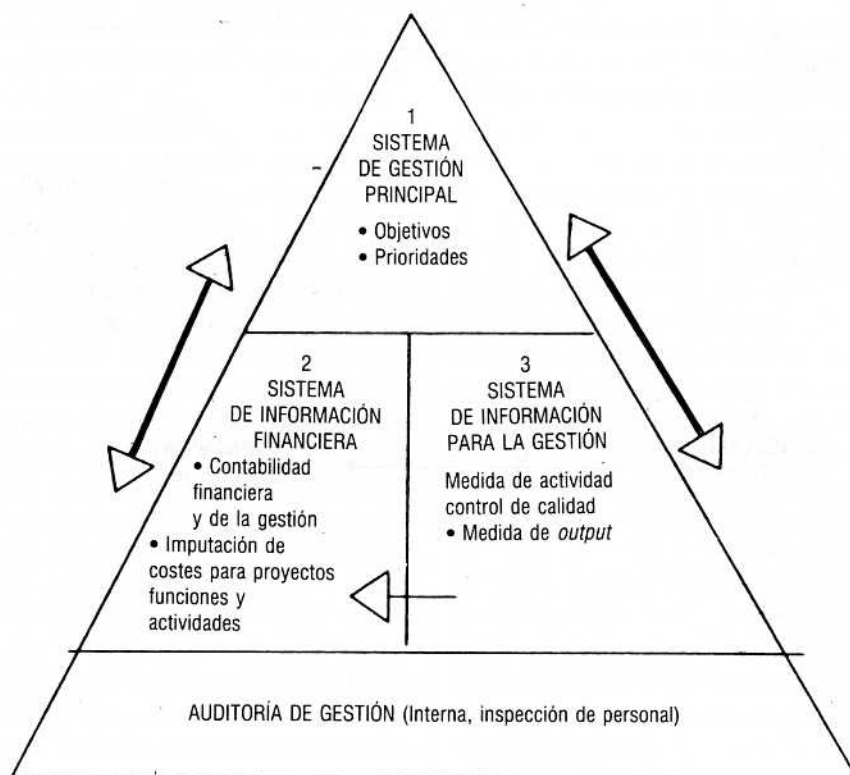 1
SISTEMA
DE GESTIÓN
PRINCIPAL
• Objetivos
• Prioridades
2
SISTEMA
DE INFORMACIÓN
FINANCIERA
• Contabilidad
financiera
y de la gestión
• Imputación de
costes para proyectos
funciones y
actividades
3
SISTEMA
DE INFORMACIÓN
PARA LA GESTIÓN
Medida de actividad
control de calidad
• Medida de output
AUDITORÍA DE GESTIÓN (Interna, inspección de personal)